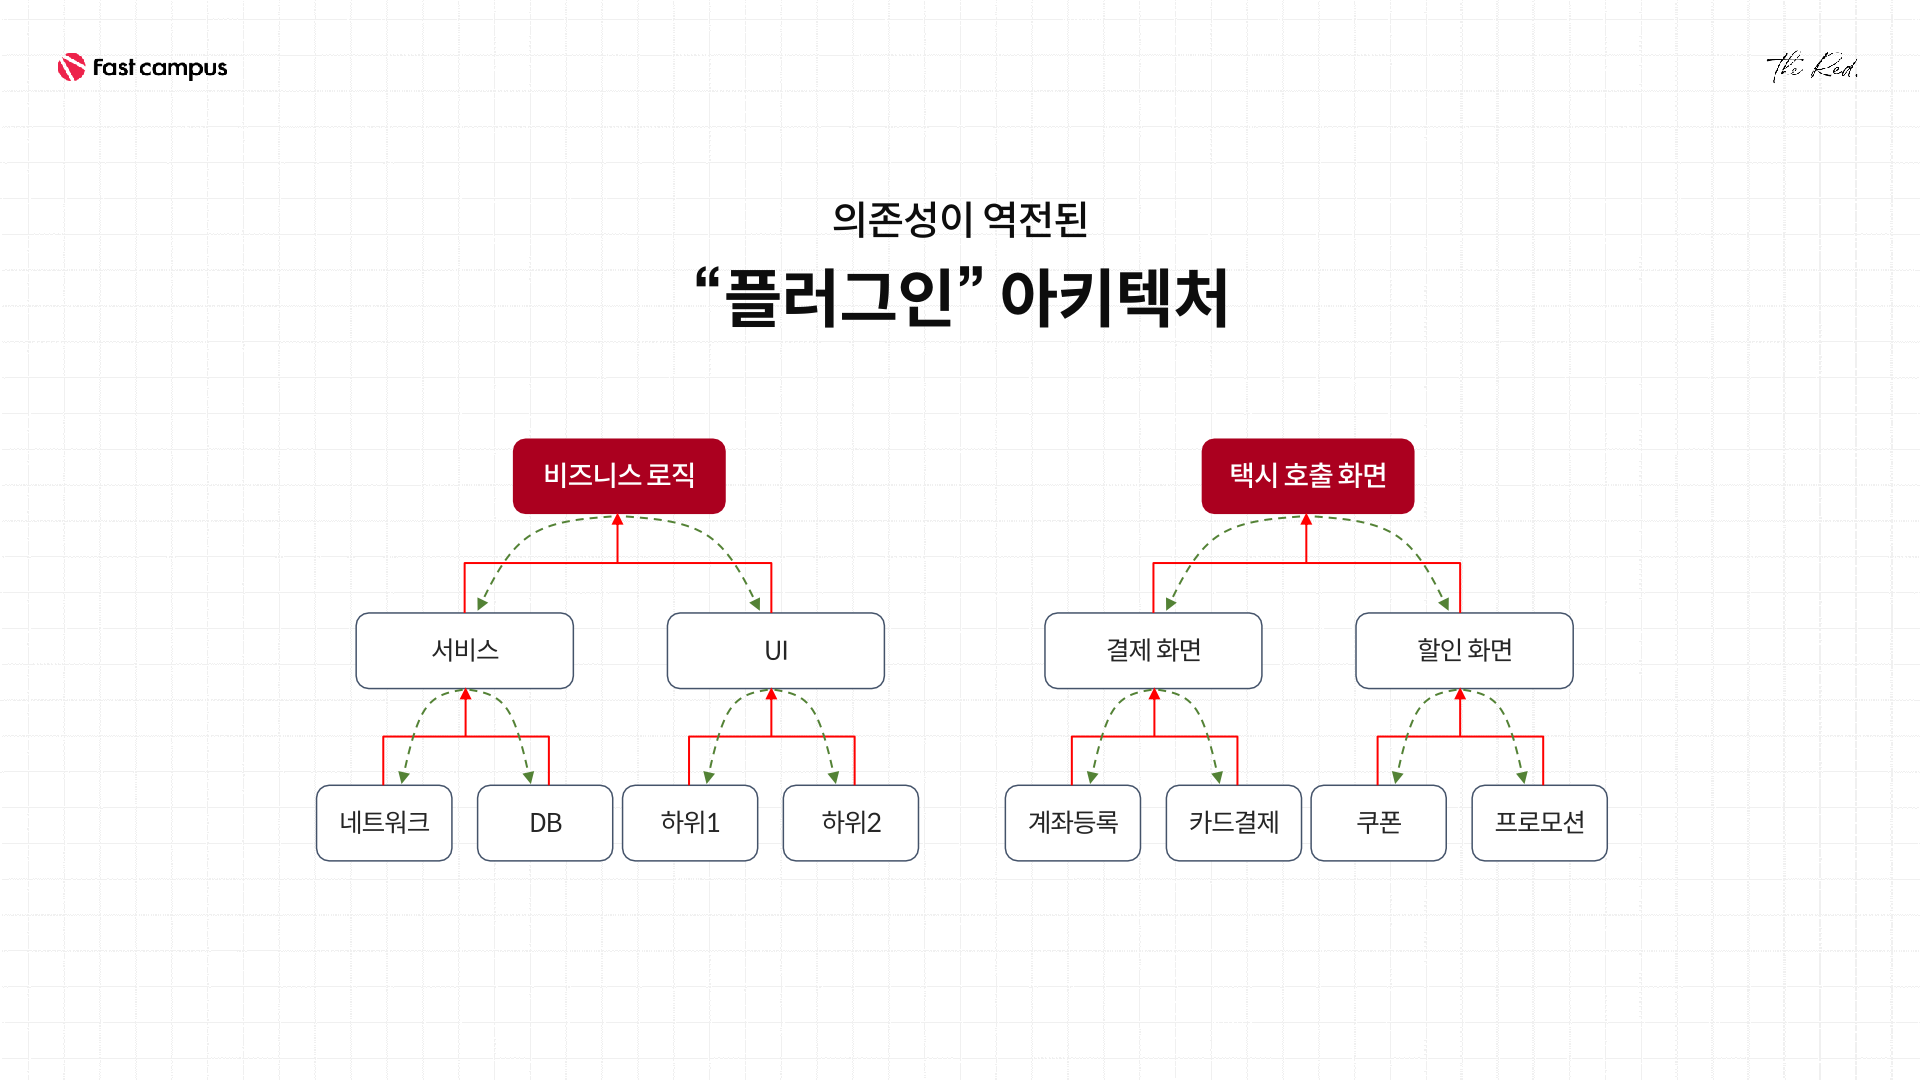 Fast campus
The Red.
의존성이 역전된
“플러그인” 아키텍처
비즈니스 로직
택시 호출 화면
서비스
UI
결제 화면
할인 화면
네트워크
DB
하위1
하위2
계좌등록
카드결제
쿠폰
프로모션